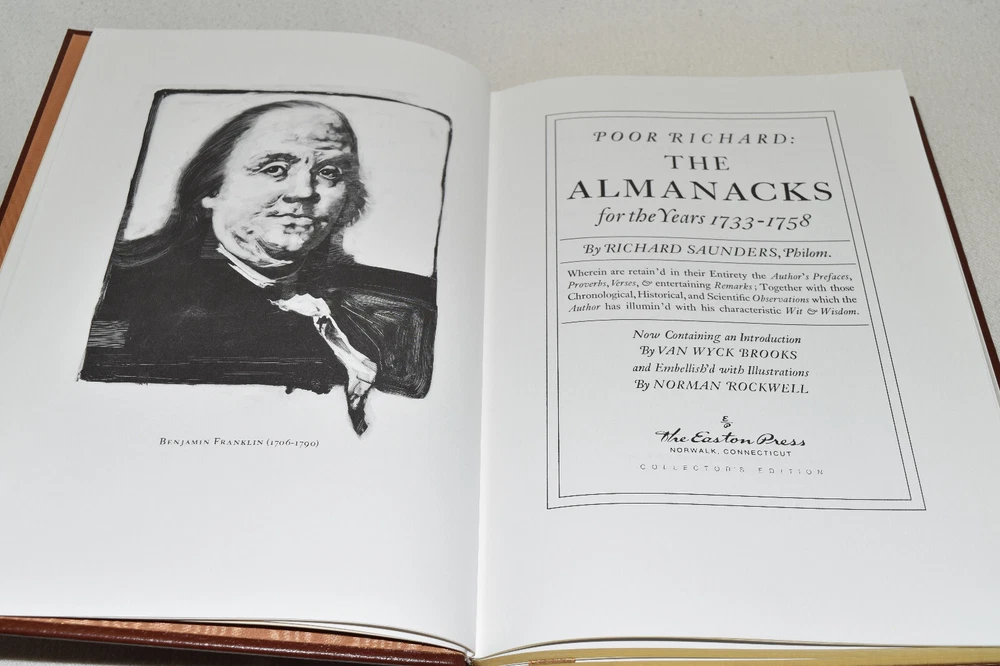 BENJAMIN FRANKLIN (1706-1790)
POOR RICHARD:
THE
ALMANACKS
for the Years 1733-1758
By RICHARD SAUNDERS, Philom.
Wherein are retain'd in their Entirety the Author's Prefaces,
Proverbs, Verses, & entertaining Remarks; Together with those
Chronological, Historical, and Scientific Observations which the
Author has illumin'd with his characteristic Wit & Wisdom.
Now Containing an Introduction
By VAN WYCK BROOKS
and Embellish'd with Illustrations
By NORMAN ROCKWELL
The Easton Press
NORWALK, CONNECTICUT
COLLECTOR'S EDITION